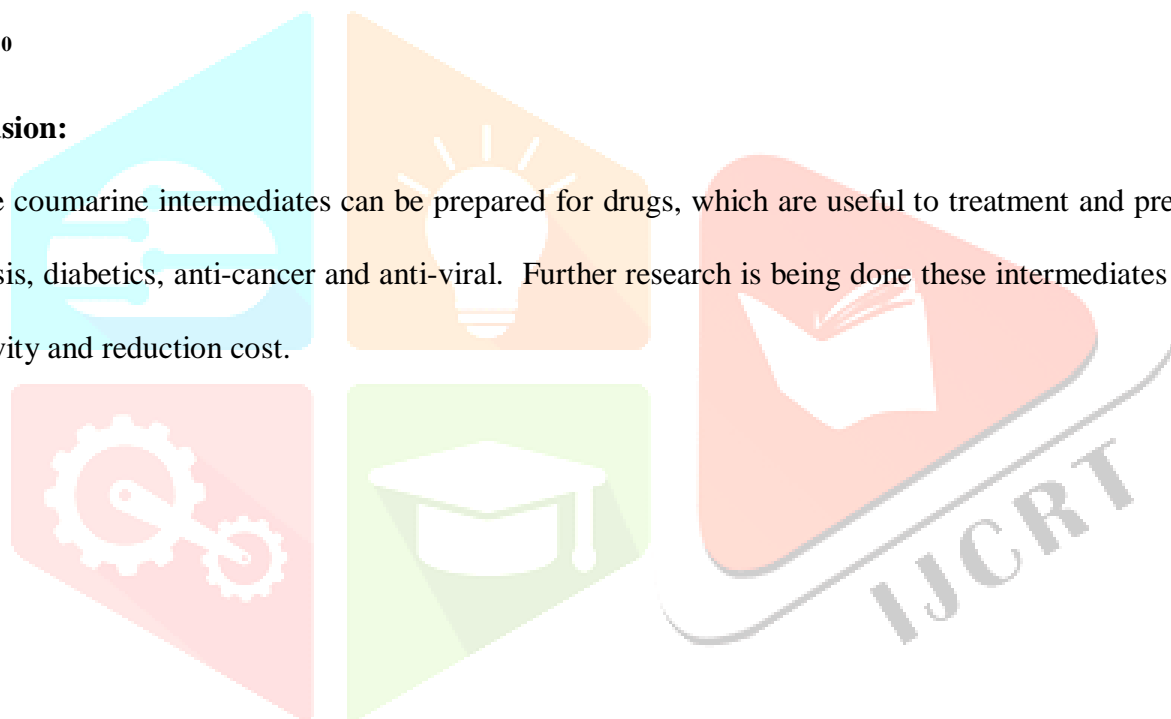 0
sion:
e coumarine intermediates can be prepared for drugs, which are useful to treatment and pre
sis, diabetics, anti-cancer and anti-viral. Further research is being done these intermediates
vity and reduction cost.
IJCRT